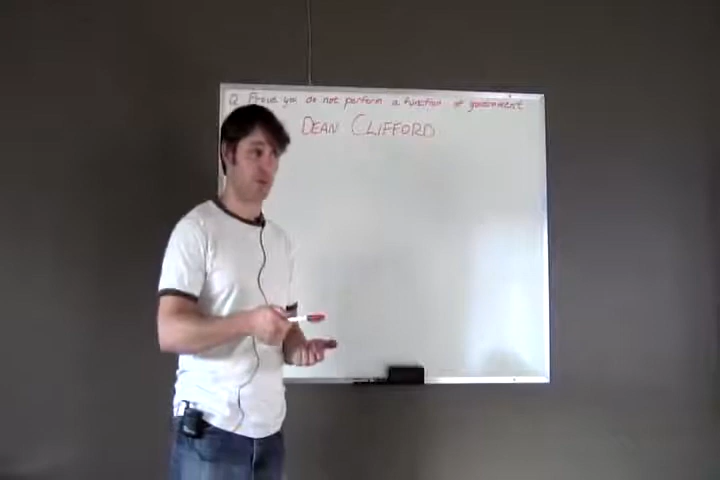 Q Prove you do not perform a function of government
DEAN CLIFFORD